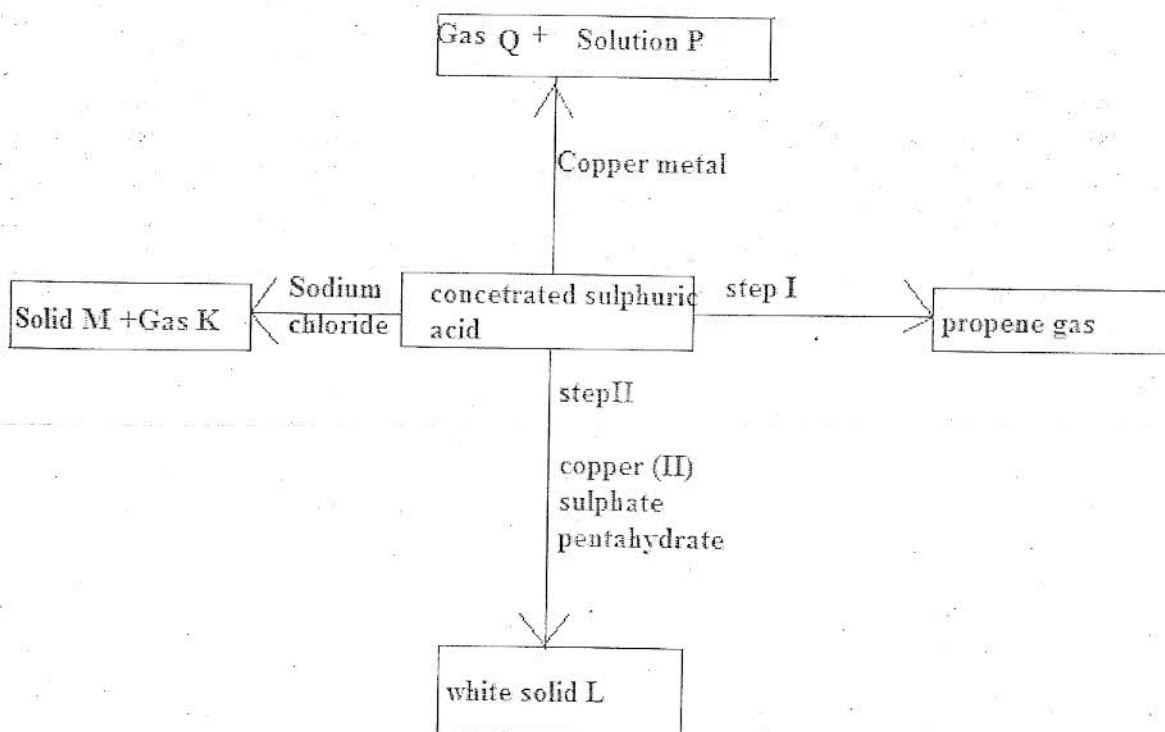 Gas Q + Solution P
Copper metal
Sodium
chloride
concetrated sulphuric
acid
step I
Solid M +Gas K
propene gas
stepII
copper (II)
sulphate
pentahydrate
white solid L